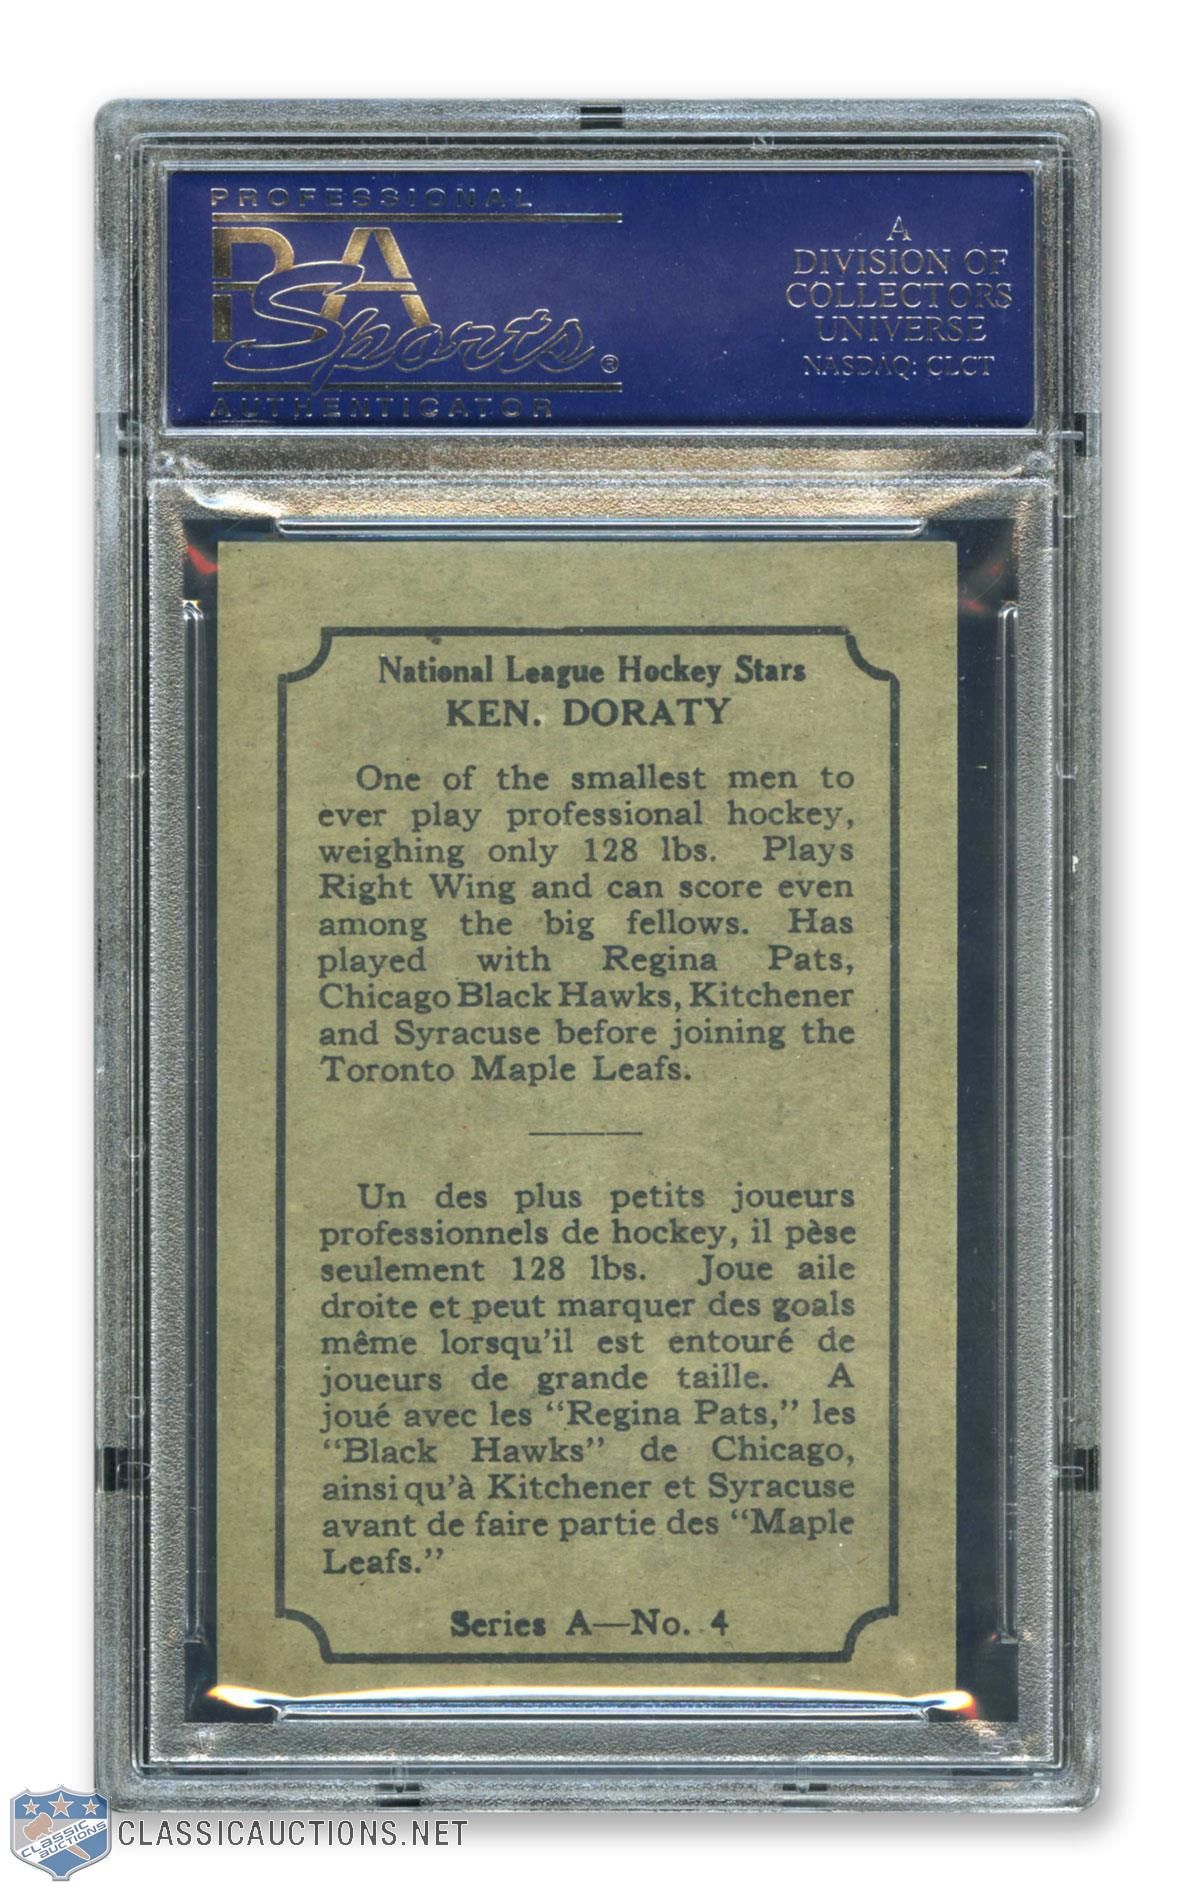 PROFESSIONAL
PSA
Sports®
AUTHENTICATOR
A
DIVISION OF
COLLECTORS
UNIVERSE
NASDAQ: CLCT
National League Hockey Stars
KEN. DORATY
One of the smallest men to
ever play professional hockey,
weighing only 128 lbs. Plays
Right Wing and can score even
among the big fellows. Has
played with Regina Pats,
Chicago Black Hawks, Kitchener
and Syracuse before joining the
Toronto Maple Leafs.
Un des plus petits joueurs
professionnels de hockey, il pèse
seulement 128 lbs. Joue aile
droite et peut marquer des goals
même lorsqu'il est entouré de
joueurs de grande taille. A
joué avec les "Regina Pats," les
"Black Hawks" de Chicago,
ainsi qu'à Kitchener et Syracuse
avant de faire partie des "Maple
Leafs."
Series A—No. 4
CLASSIC
AUCTIONS
CLASSICAUCTIONS.NET